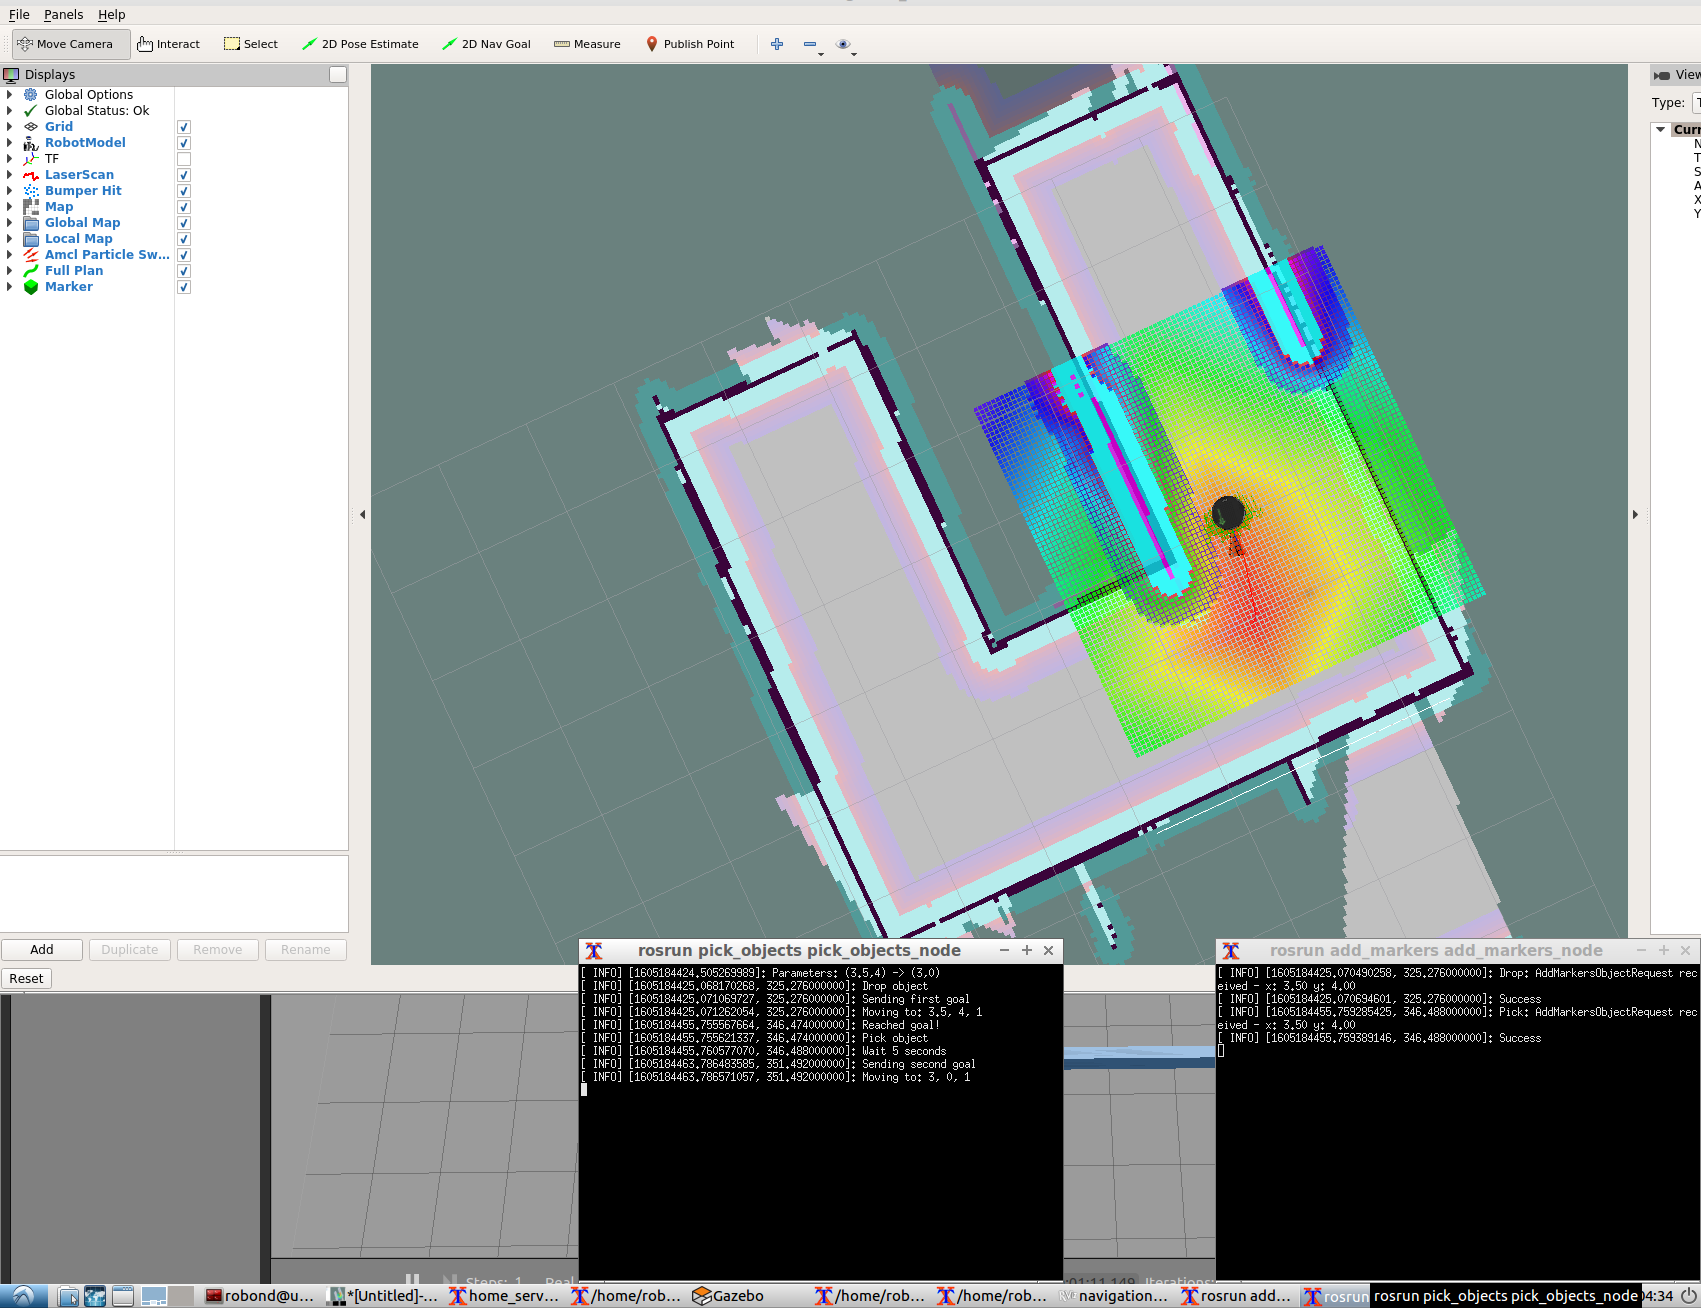 File Panels Help
Move Camera Interact Select 2D Pose Estimate 2D Nav Goal Measure Publish Point
Displays
Global Options
Global Status: Ok
Grid
RobotModel
TF
LaserScan
Bumper Hit
Map
Global Map
Local Map
Amcl Particle Sw...
Full Plan
Marker
Add Duplicate Remove Rename
Reset
View
Type: T
Curr
N
T
S
A
X
Y
rosrun pick_objects pick_objects_node
[ INFO] [1605184424.505269989]: Parameters: (3.5,4) -> (3,0)
[ INFO] [1605184425.068170268, 325.276000000]: Drop object
[ INFO] [1605184425.071069727, 325.276000000]: Sending first goal
[ INFO] [1605184425.071262054, 325.276000000]: Moving to: 3.5, 4, 1
[ INFO] [1605184455.755567664, 346.474000000]: Reached goal!
[ INFO] [1605184455.755621337, 346.474000000]: Pick object
[ INFO] [1605184455.760577070, 346.488000000]: Wait 5 seconds
[ INFO] [1605184463.786483585, 351.492000000]: Sending second goal
[ INFO] [1605184463.786571057, 351.492000000]: Moving to: 3, 0, 1
rosrun add_markers add_markers_node
[ INFO] [1605184425.070490258, 325.276000000]: Drop: AddMarkersObjectRequest rec
eived - x: 3.50 y: 4.00
[ INFO] [1605184425.070694601, 325.276000000]: Success
[ INFO] [1605184455.759285425, 346.488000000]: Pick: AddMarkersObjectRequest rec
eived - x: 3.50 y: 4.00
[ INFO] [1605184455.759389146, 346.488000000]: Success
Steps: 1 Real 01:11.149 Iterations:
robond@u... *[Untitled]-... home_serv... /home/rob... Gazebo /home/rob... /home/rob... navigation... rosrun add... rosrun rosrun pick_objects pick_objects_node 04:34